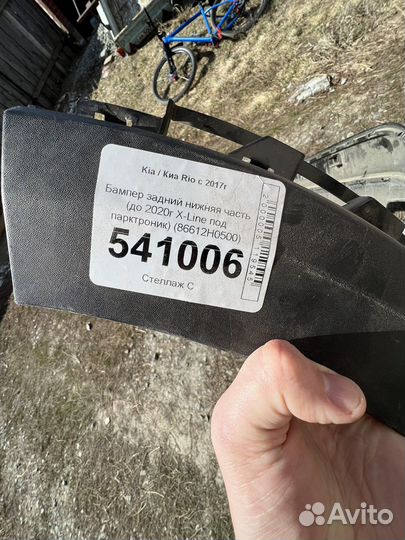 Kia / Киа Rio с 2017г
Бампер задний нижняя часть
(до 2020г X-Line под
парктроник) (86612H0500)
541006
Стеллаж С
Avito